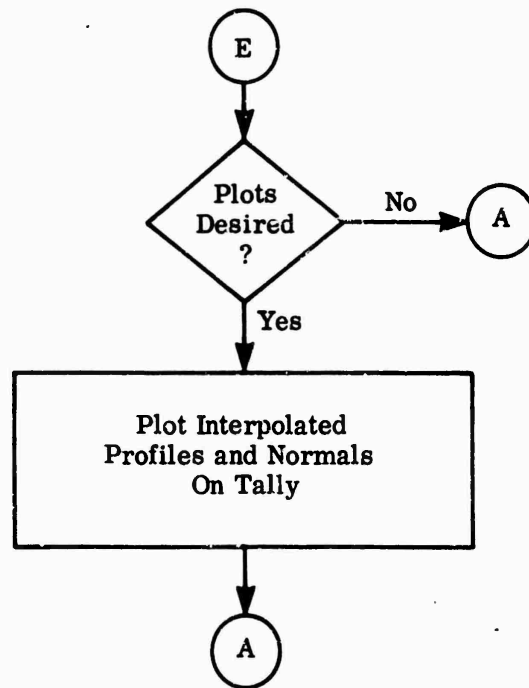 E
Plots
Desired
?
No
A
Yes
Plot Interpolated
Profiles and Normals
On Tally
A